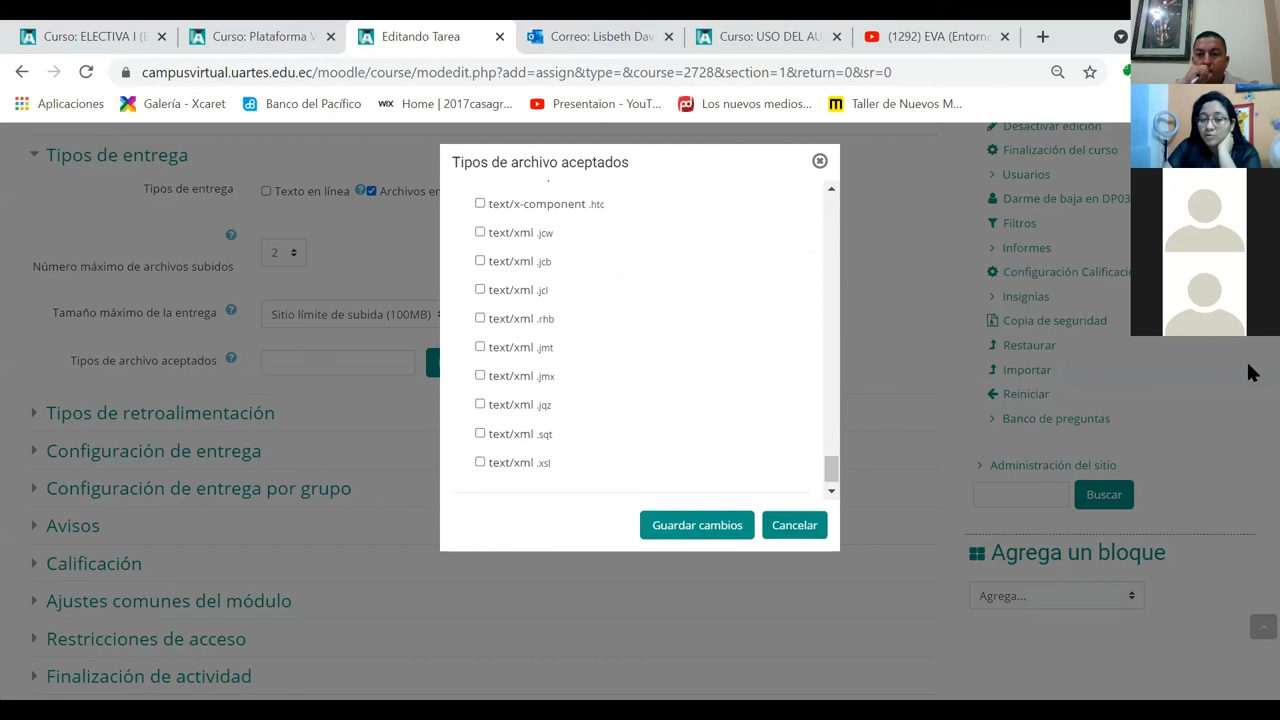 Curso: ELECTIVA I (E
Curso: Plataforma V
Editando Tarea
Correo: Lisbeth Dav
Curso: USO DEL AU
(1292) EVA (Entorn
campusvirtual.uartes.edu.ec/moodle/course/modedit.php?add=assign&type=&course=2728&section=1&return=0&sr=0
Aplicaciones
Galería - Xcaret
Banco del Pacífico
WIX Home | 2017casagr...
Presentaion - YouT...
Los nuevos medios...
Taller de Nuevos M...
Tipos de entrega
Tipos de entrega
Texto en línea
Archivos en
Número máximo de archivos subidos
2
Tamaño máximo de la entrega
Sitio límite de subida (100MB)
Tipos de archivo aceptados
Tipos de retroalimentación
Configuración de entrega
Configuración de entrega por grupo
Avisos
Calificación
Ajustes comunes del módulo
Restricciones de acceso
Finalización de actividad
Tipos de archivo aceptados
text/x-component .htc
text/xml .jcw
text/xml .jcb
text/xml .jcl
text/xml .rhb
text/xml .jmt
text/xml .jmx
text/xml .jqz
text/xml .sqt
text/xml .xsl
Guardar cambios
Cancelar
Desactivar edición
Finalización del curso
Usuarios
Darme de baja en DP03
Filtros
Informes
Configuración Calificaci
Insignias
Copia de seguridad
Restaurar
Importar
Reiniciar
Banco de preguntas
Administración del sitio
Buscar
Agrega un bloque
Agrega...